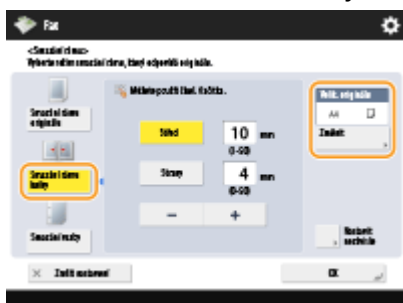 Fax
<Smazání rámu>
Vyberte režim smazání rámu, který odpovídá originálu.
Můžete použít čísel. tlačítka.
Smazání rámu
originálu
Smazání rámu
knihy
Smazání vazby
Střed
10 mm
(0-50)
Strany
4 mm
(0-50)
−
+
Velik. originálu
A4
Změnit
Nastavit
nezávisle
× Zrušit nastavení
OK